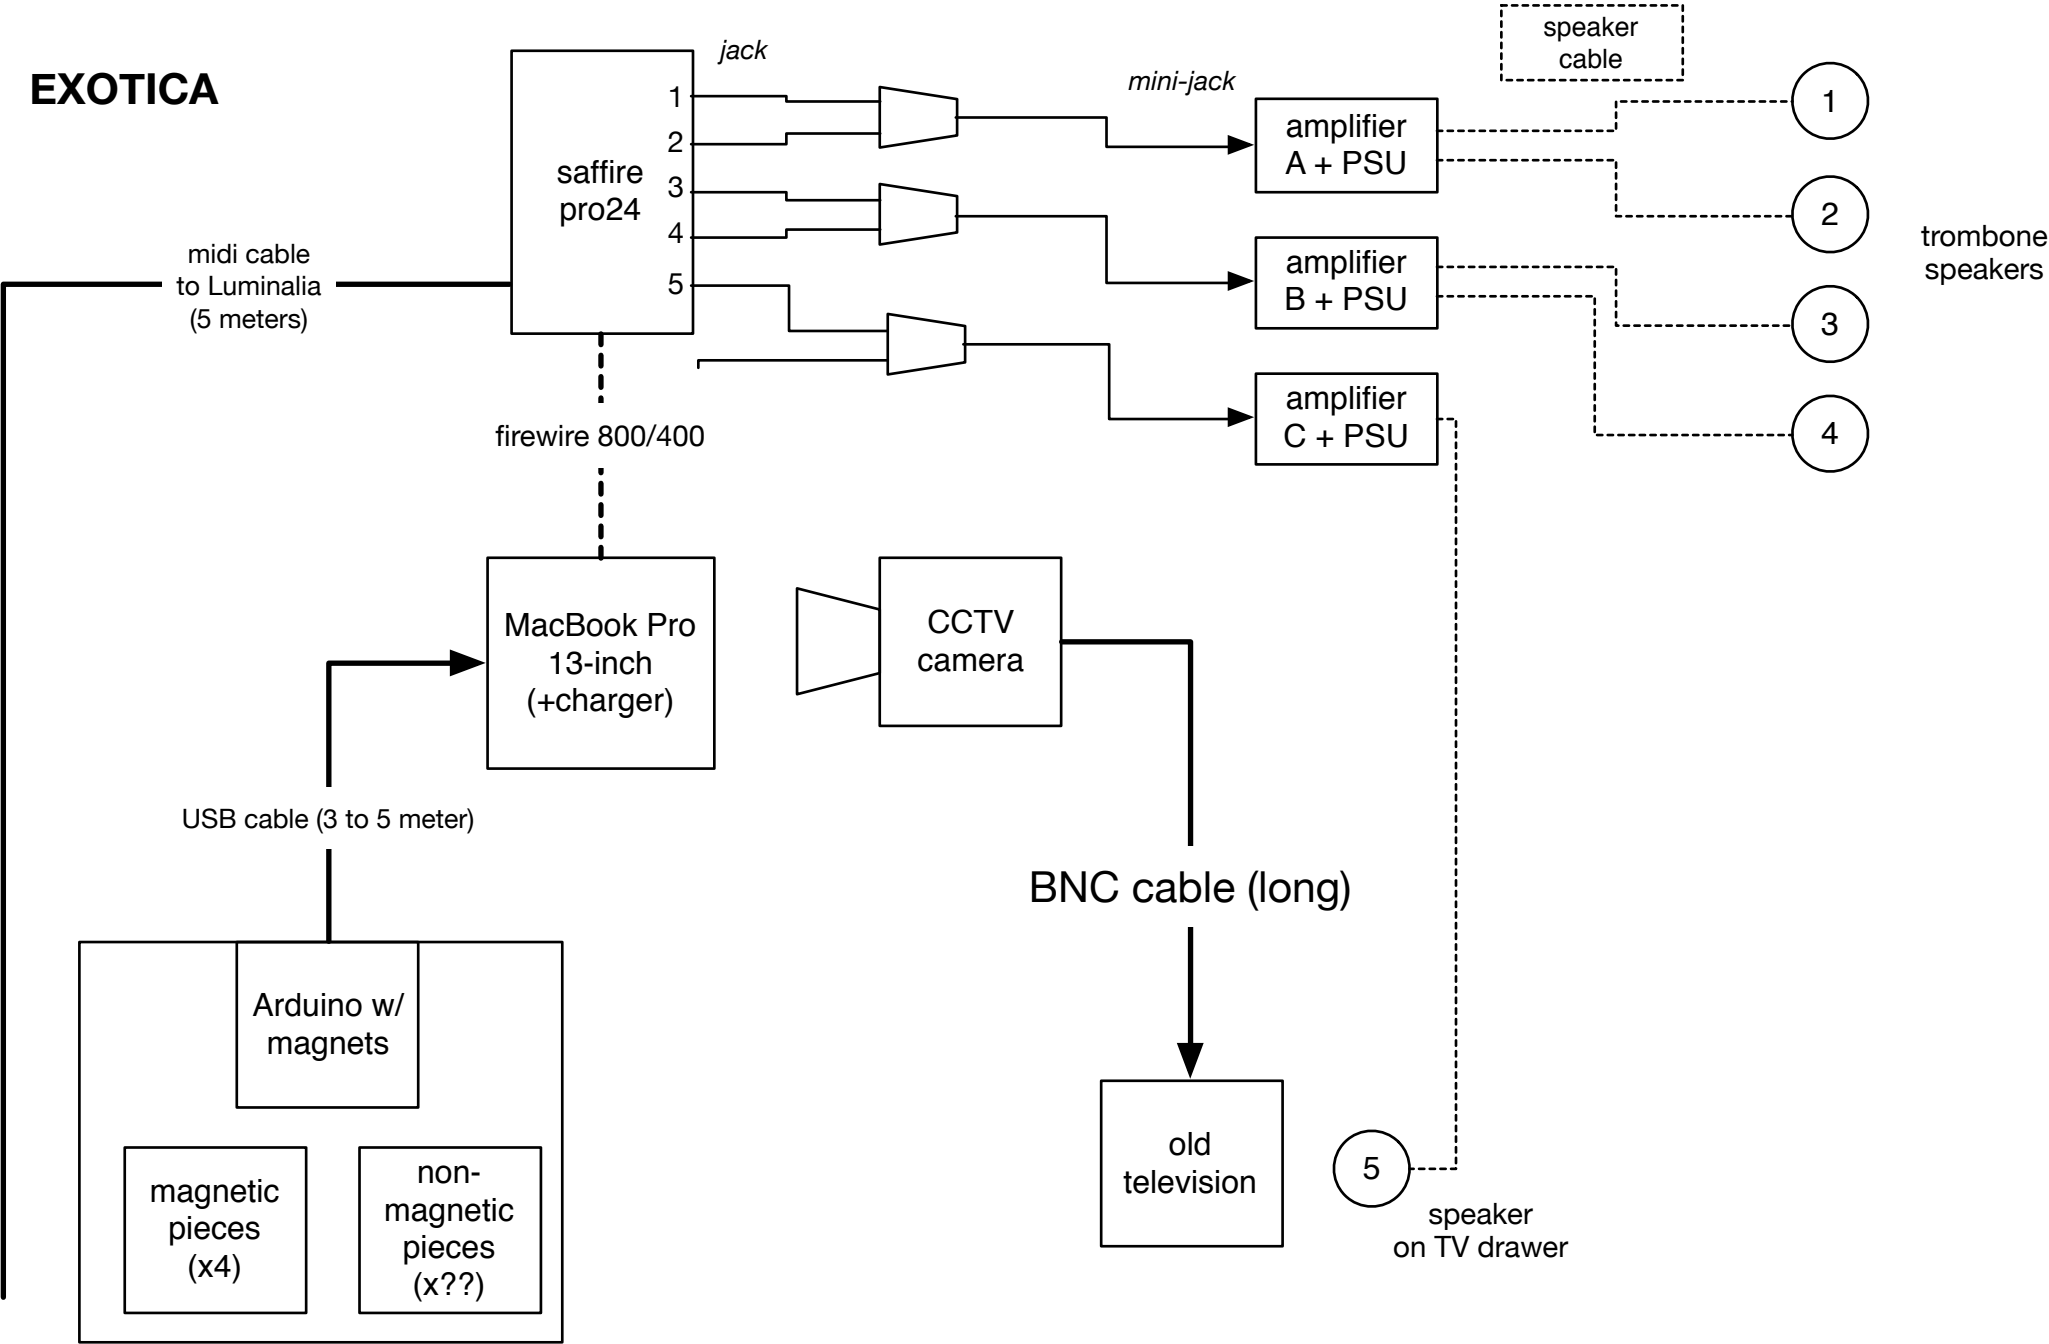 EXOTICA
jack
mini-jack
speaker
cable
saffire
pro24
1
2
3
4
5
amplifier
A + PSU
amplifier
B + PSU
amplifier
C + PSU
1
2
3
4
trombone
speakers
midi cable
to Luminalia
(5 meters)
firewire 800/400
MacBook Pro
13-inch
(+charger)
CCTV
camera
USB cable (3 to 5 meter)
BNC cable (long)
Arduino w/
magnets
magnetic
pieces
(x4)
non-
magnetic
pieces
(x??)
old
television
5
speaker
on TV drawer